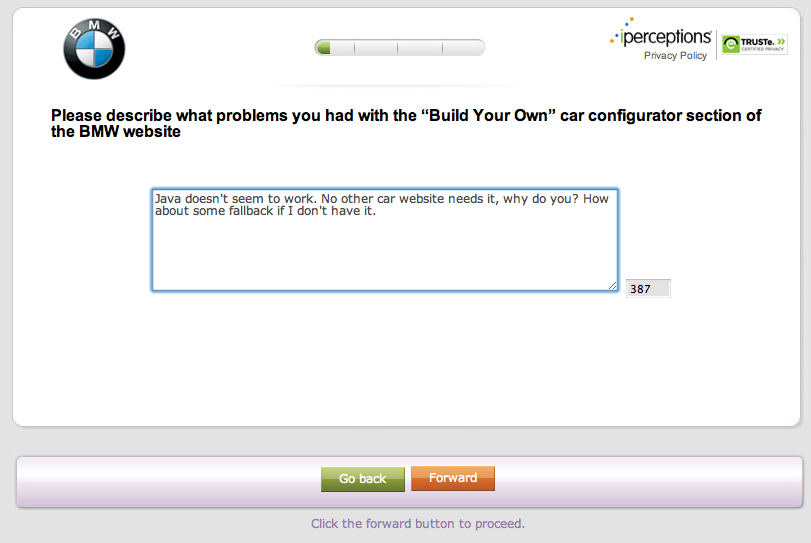 BMW
iperceptions
TRUSTe.
CERTIFIED PRIVACY
Privacy Policy
Please describe what problems you had with the “Build Your Own” car configurator section of
the BMW website
Java doesn't seem to work. No other car website needs it, why do you? How
about some fallback if I don't have it.
387
Go back
Forward
Click the forward button to proceed.